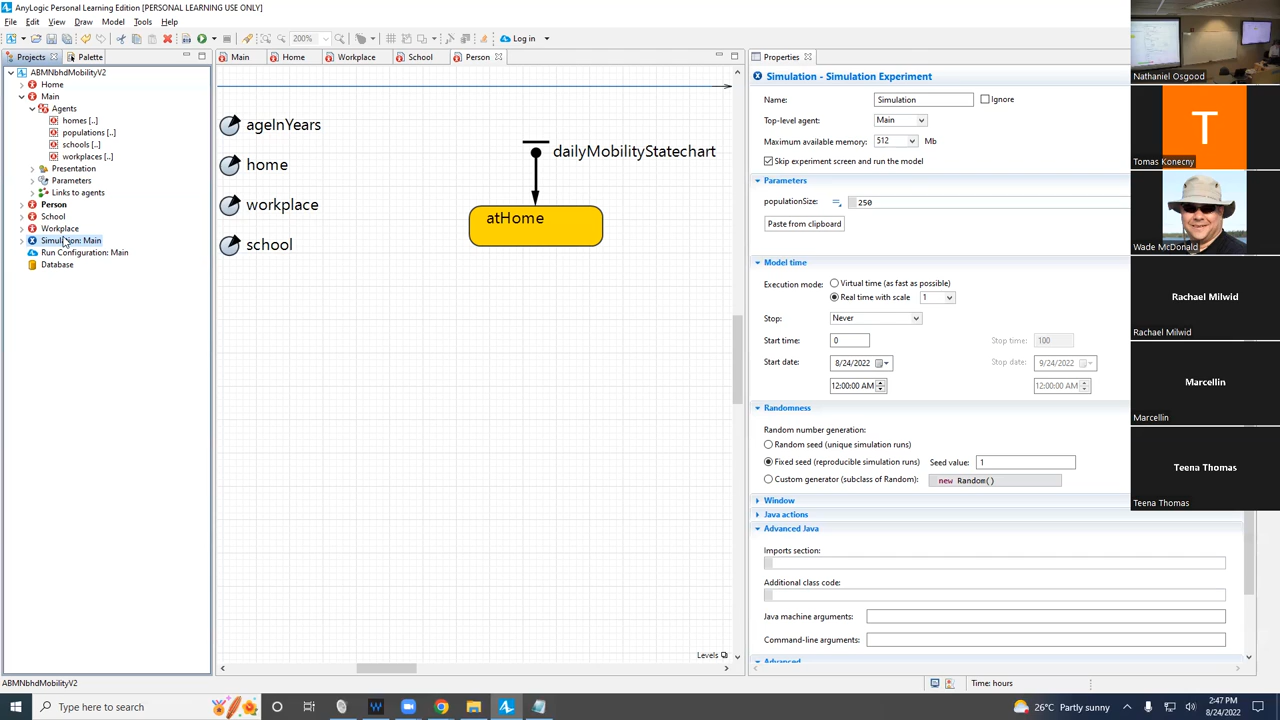 AnyLogic Personal Learning Edition [PERSONAL LEARNING USE ONLY]
File Edit View Draw Model Tools Help
200% Log in
Projects Palette
ABMNbhdMobilityV2
Home
Main
Agents
homes [..]
populations [..]
schools [..]
workplaces [..]
Presentation
Parameters
Links to agents
Person
School
Workplace
Simulation: Main
Run Configuration: Main
Database
Main Home Workplace School Person
ageInYears
home
workplace
school
dailyMobilityStatechart
atHome
Levels
Properties
Simulation - Simulation Experiment
Name: Simulation Ignore
Top-level agent: Main
Maximum available memory: 512 Mb
Skip experiment screen and run the model
Parameters
populationSize: 250
Paste from clipboard
Model time
Execution mode: Virtual time (as fast as possible)
Real time with scale 1
Stop: Never
Start time: 0 Stop time: 100
Start date: 8/24/2022 Stop date: 9/24/2022
12:00:00 AM 12:00:00 AM
Randomness
Random number generation:
Random seed (unique simulation runs)
Fixed seed (reproducible simulation runs) Seed value: 1
Custom generator (subclass of Random): new Random()
Window
Java actions
Advanced Java
Imports section:
Additional class code:
Java machine arguments:
Command-line arguments:
Advanced
Nathaniel Osgood
T
Tomas Konecny
Wade McDonald
Rachael Milwid
Rachael Milwid
Marcellin
Marcellin
Teena Thomas
Teena Thomas
ABMNbhdMobilityV2
Time: hours
Type here to search
26°C Partly sunny
2:47 PM
8/24/2022